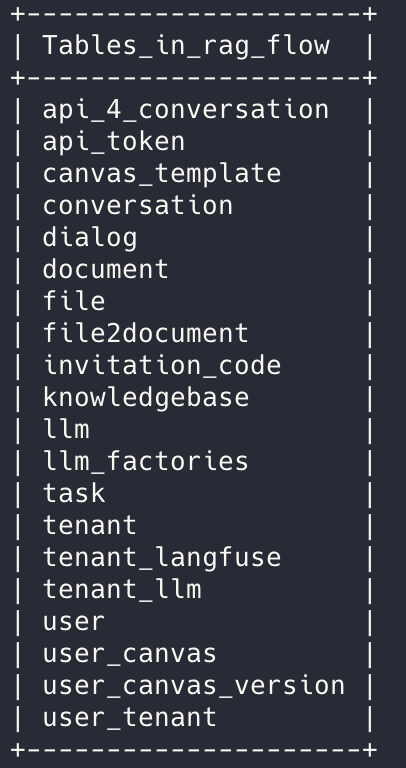 +---------------------+
| Tables_in_rag_flow  |
+---------------------+
| api_4_conversation  |
| api_token           |
| canvas_template     |
| conversation        |
| dialog              |
| document            |
| file                |
| file2document       |
| invitation_code     |
| knowledgebase       |
| llm                 |
| llm_factories       |
| task                |
| tenant              |
| tenant_langfuse     |
| tenant_llm          |
| user                |
| user_canvas         |
| user_canvas_version |
| user_tenant         |
+---------------------+